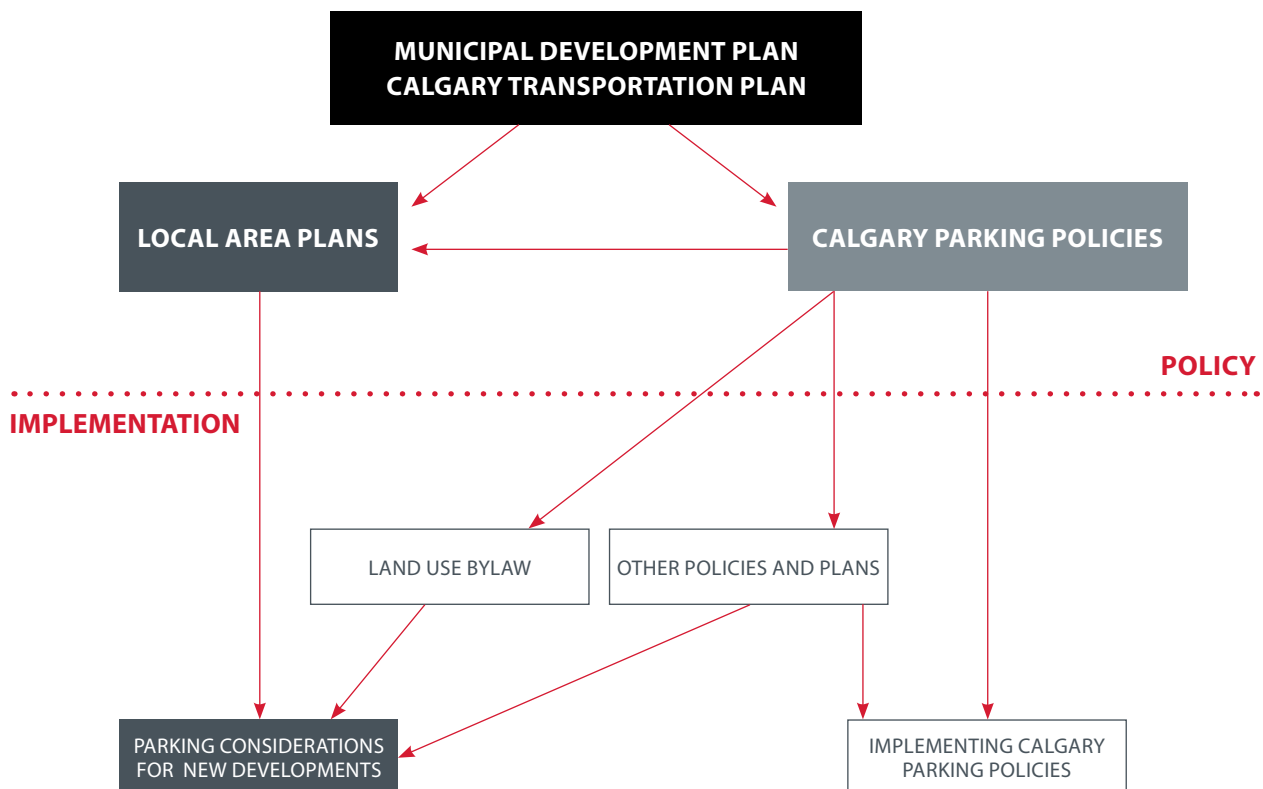 MUNICIPAL DEVELOPMENT PLAN
CALGARY TRANSPORTATION PLAN
LOCAL AREA PLANS
CALGARY PARKING POLICIES
POLICY
IMPLEMENTATION
LAND USE BYLAW
OTHER POLICIES AND PLANS
PARKING CONSIDERATIONS
FOR NEW DEVELOPMENTS
IMPLEMENTING CALGARY
PARKING POLICIES